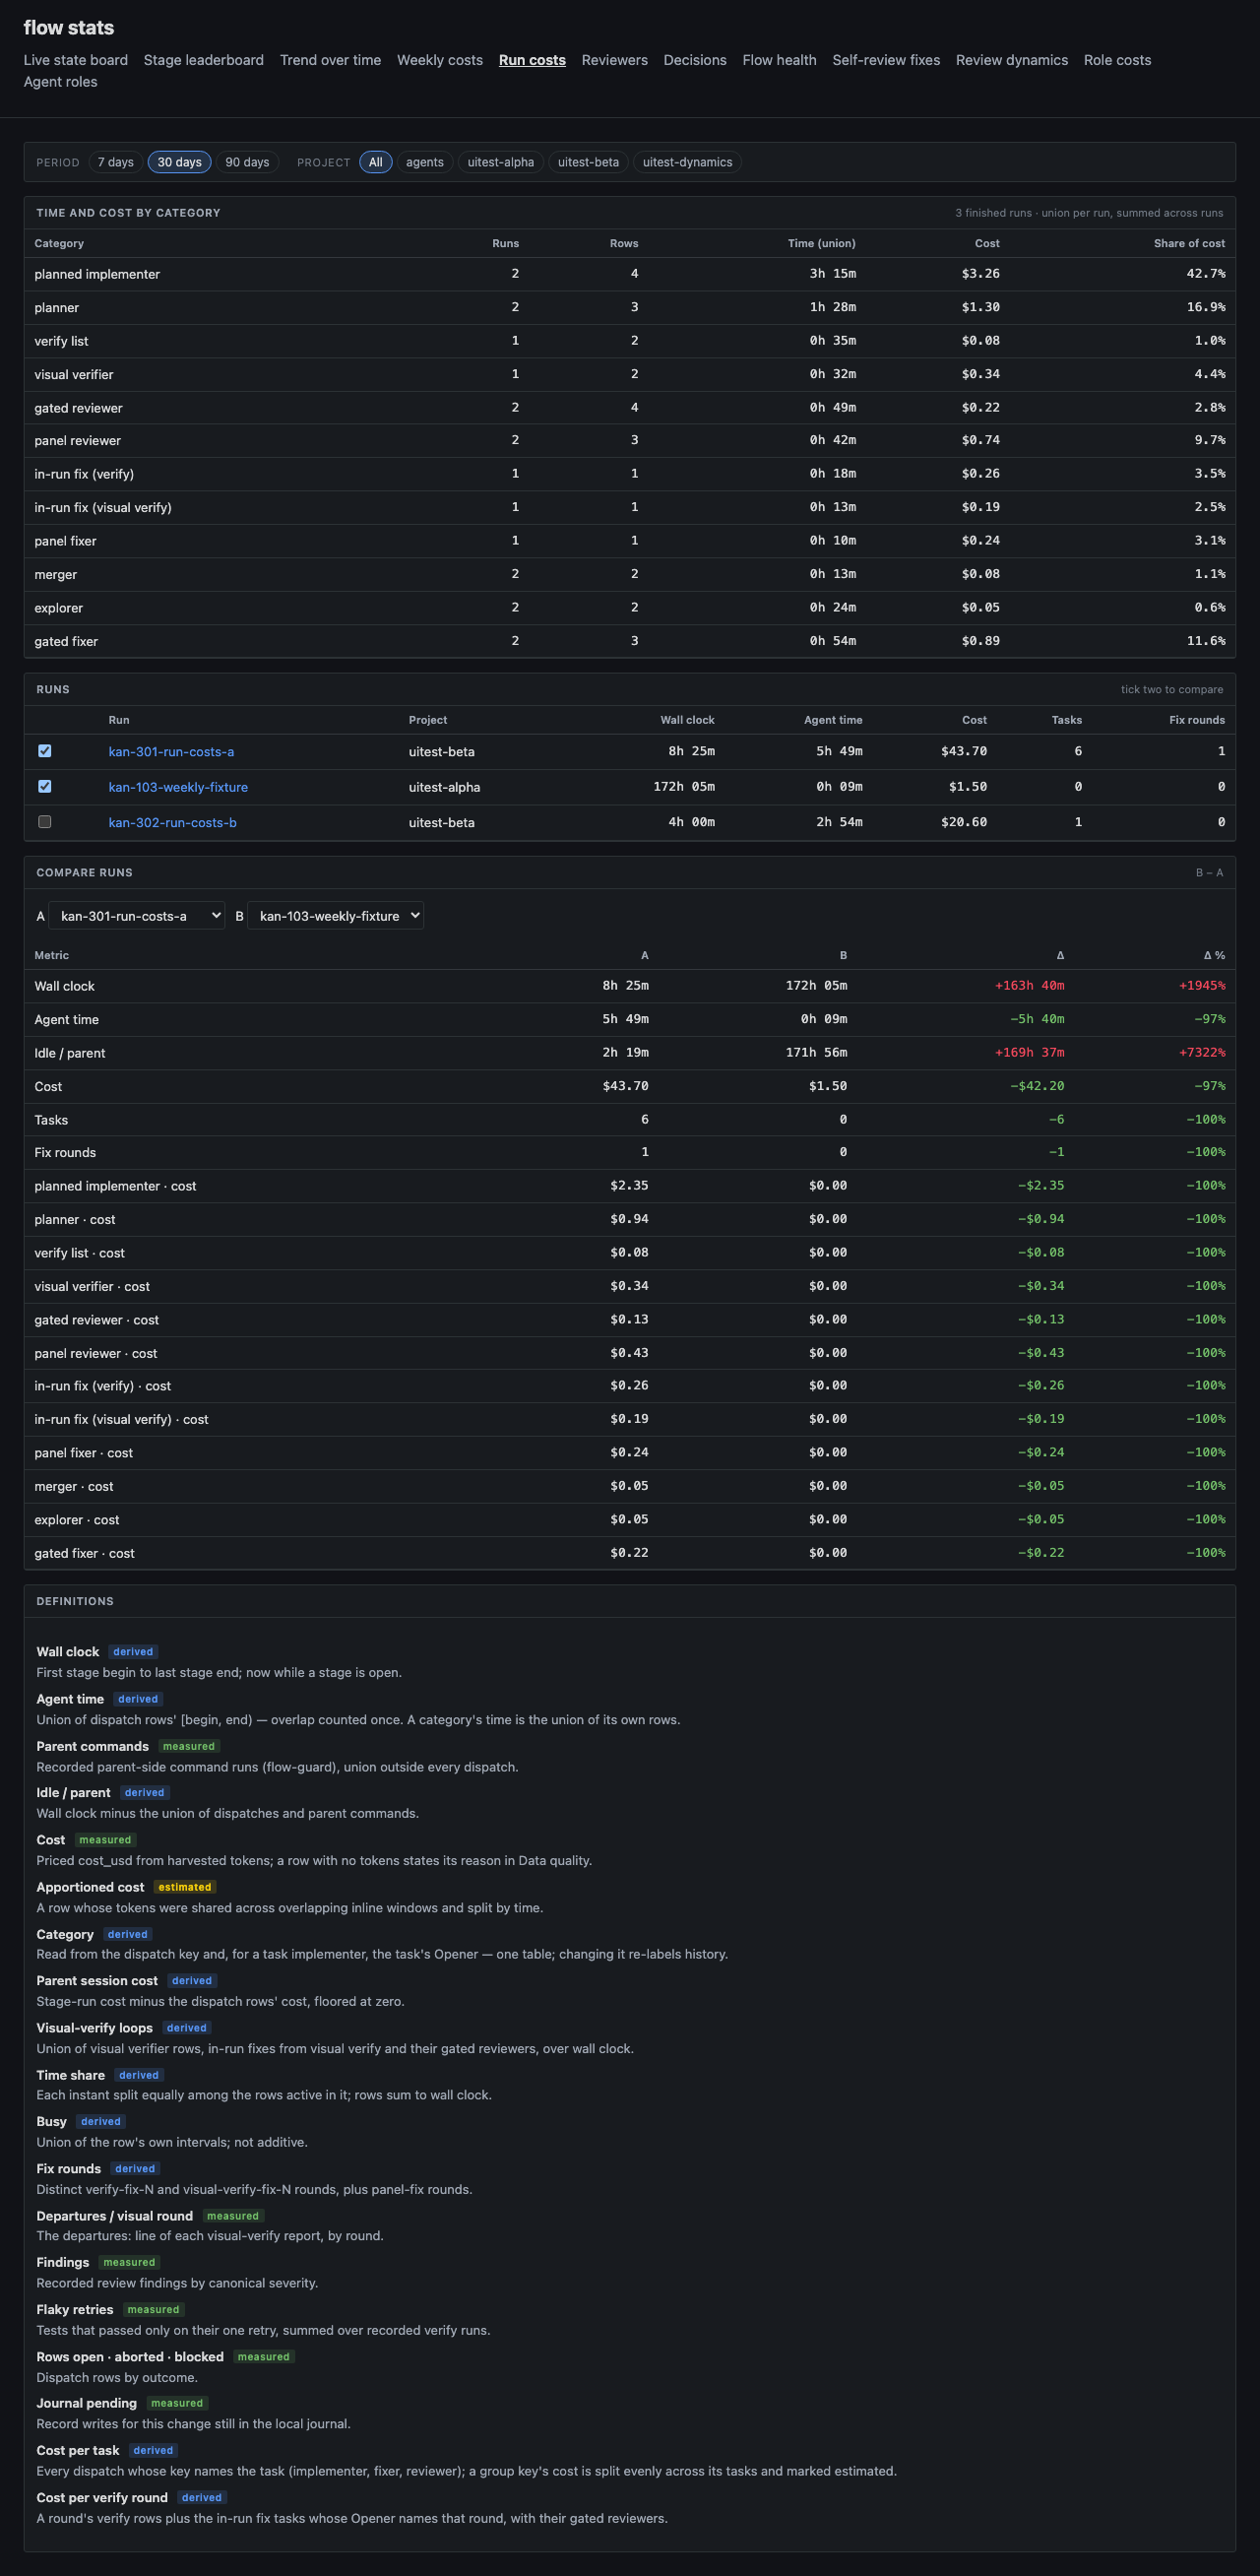 flow stats
Live state board Stage leaderboard Trend over time Weekly costs Run costs Reviewers Decisions Flow health Self-review fixes Review dynamics Role costs
Agent roles
PERIOD 7 days 30 days 90 days PROJECT All agents uitest-alpha uitest-beta uitest-dynamics
TIME AND COST BY CATEGORY 3 finished runs · union per run, summed across runs
Category Runs Rows Time (union) Cost Share of cost
planned implementer 2 4 3h 15m $3.26 42.7%
planner 2 3 1h 28m $1.30 16.9%
verify list 1 2 0h 35m $0.08 1.0%
visual verifier 1 2 0h 32m $0.34 4.4%
gated reviewer 2 4 0h 49m $0.22 2.8%
panel reviewer 2 3 0h 42m $0.74 9.7%
in-run fix (verify) 1 1 0h 18m $0.26 3.5%
in-run fix (visual verify) 1 1 0h 13m $0.19 2.5%
panel fixer 1 1 0h 10m $0.24 3.1%
merger 2 2 0h 13m $0.08 1.1%
explorer 2 2 0h 24m $0.05 0.6%
gated fixer 2 3 0h 54m $0.89 11.6%
RUNS tick two to compare
Run Project Wall clock Agent time Cost Tasks Fix rounds
kan-301-run-costs-a uitest-beta 8h 25m 5h 49m $43.70 6 1
kan-103-weekly-fixture uitest-alpha 172h 05m 0h 09m $1.50 0 0
kan-302-run-costs-b uitest-beta 4h 00m 2h 54m $20.60 1 0
COMPARE RUNS B − A
A kan-301-run-costs-a B kan-103-weekly-fixture
Metric A B Δ Δ %
Wall clock 8h 25m 172h 05m +163h 40m +1945%
Agent time 5h 49m 0h 09m −5h 40m −97%
Idle / parent 2h 19m 171h 56m +169h 37m +7322%
Cost $43.70 $1.50 −$42.20 −97%
Tasks 6 0 −6 −100%
Fix rounds 1 0 −1 −100%
planned implementer · cost $2.35 $0.00 −$2.35 −100%
planner · cost $0.94 $0.00 −$0.94 −100%
verify list · cost $0.08 $0.00 −$0.08 −100%
visual verifier · cost $0.34 $0.00 −$0.34 −100%
gated reviewer · cost $0.13 $0.00 −$0.13 −100%
panel reviewer · cost $0.43 $0.00 −$0.43 −100%
in-run fix (verify) · cost $0.26 $0.00 −$0.26 −100%
in-run fix (visual verify) · cost $0.19 $0.00 −$0.19 −100%
panel fixer · cost $0.24 $0.00 −$0.24 −100%
merger · cost $0.05 $0.00 −$0.05 −100%
explorer · cost $0.05 $0.00 −$0.05 −100%
gated fixer · cost $0.22 $0.00 −$0.22 −100%
DEFINITIONS
Wall clock derived
First stage begin to last stage end; now while a stage is open.
Agent time derived
Union of dispatch rows' [begin, end) — overlap counted once. A category's time is the union of its own rows.
Parent commands measured
Recorded parent-side command runs (flow-guard), union outside every dispatch.
Idle / parent derived
Wall clock minus the union of dispatches and parent commands.
Cost measured
Priced cost_usd from harvested tokens; a row with no tokens states its reason in Data quality.
Apportioned cost estimated
A row whose tokens were shared across overlapping inline windows and split by time.
Category derived
Read from the dispatch key and, for a task implementer, the task's Opener — one table; changing it re-labels history.
Parent session cost derived
Stage-run cost minus the dispatch rows' cost, floored at zero.
Visual-verify loops derived
Union of visual verifier rows, in-run fixes from visual verify and their gated reviewers, over wall clock.
Time share derived
Each instant split equally among the rows active in it; rows sum to wall clock.
Busy derived
Union of the row's own intervals; not additive.
Fix rounds derived
Distinct verify-fix-N and visual-verify-fix-N rounds, plus panel-fix rounds.
Departures / visual round measured
The departures: line of each visual-verify report, by round.
Findings measured
Recorded review findings by canonical severity.
Flaky retries measured
Tests that passed only on their one retry, summed over recorded verify runs.
Rows open · aborted · blocked measured
Dispatch rows by outcome.
Journal pending measured
Record writes for this change still in the local journal.
Cost per task derived
Every dispatch whose key names the task (implementer, fixer, reviewer); a group key's cost is split evenly across its tasks and marked estimated.
Cost per verify round derived
A round's verify rows plus the in-run fix tasks whose Opener names that round, with their gated reviewers.